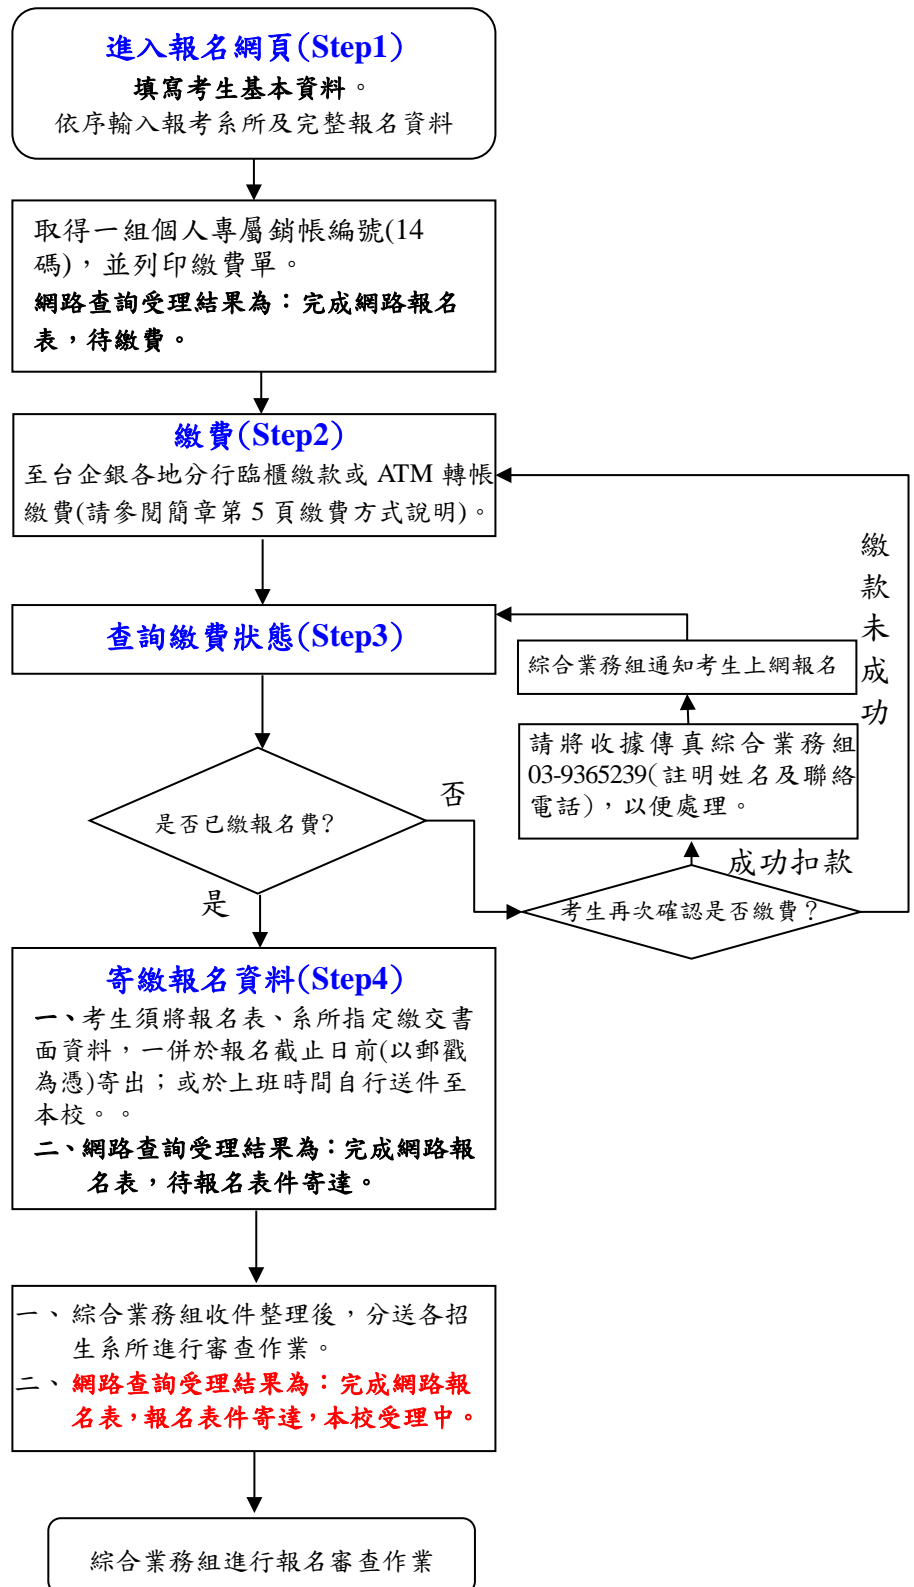 進入報名網頁(Step1)
填寫考生基本資料。
依序輸入報考系所及完整報名資料
取得一組個人專屬銷帳編號(14
碼)，並列印繳費單。
網路查詢受理結果為：完成網路報名
表，待繳費。
繳費(Step2)
至台企銀各地分行臨櫃繳款或 ATM 轉帳
繳費(請參閱簡章第 5 頁繳費方式說明)。
查詢繳費狀態(Step3)
繳款未成功
綜合業務組通知考生上網報名
請將收據傳真綜合業務組
03-9365239(註明姓名及聯絡
電話)，以便處理。
是否已繳報名費?
否
成功扣款
考生再次確認是否繳費？
是
寄繳報名資料(Step4)
一、考生須將報名表、系所指定繳交書
面資料，一併於報名截止日前(以郵戳
為憑)寄出；或於上班時間自行送件至
本校。。
二、網路查詢受理結果為：完成網路報
名表，待報名表件寄達。
一、 綜合業務組收件整理後，分送各招
生系所進行審查作業。
二、 網路查詢受理結果為：完成網路報
名表，報名表件寄達，本校受理中。
綜合業務組進行報名審查作業